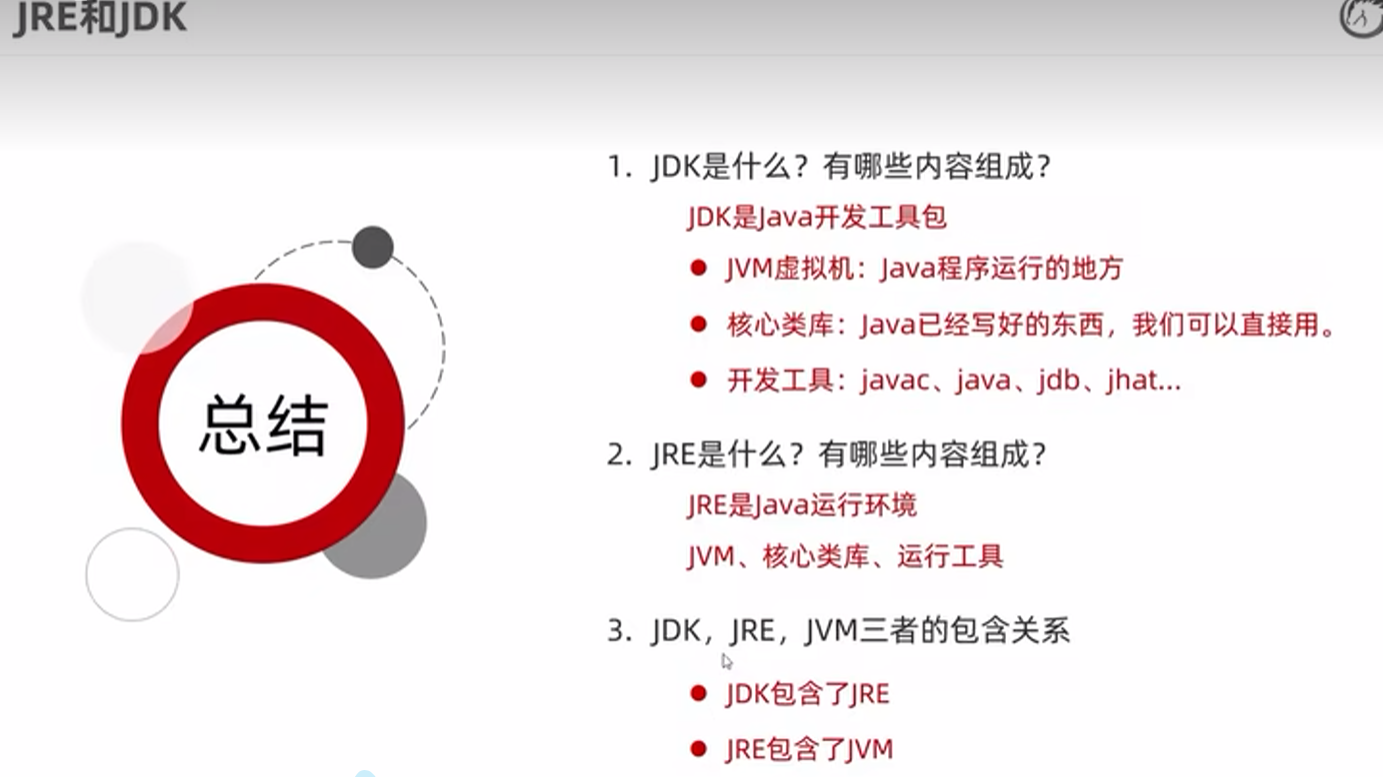 JRE和JDK
总结
1. JDK是什么？有哪些内容组成？
JDK是Java开发工具包
● JVM虚拟机：Java程序运行的地方
● 核心类库：Java已经写好的东西，我们可以直接用。
● 开发工具：javac、java、jdb、jhat...
2. JRE是什么？有哪些内容组成？
JRE是Java运行环境
JVM、核心类库、运行工具
3. JDK，JRE，JVM三者的包含关系
● JDK包含了JRE
● JRE包含了JVM